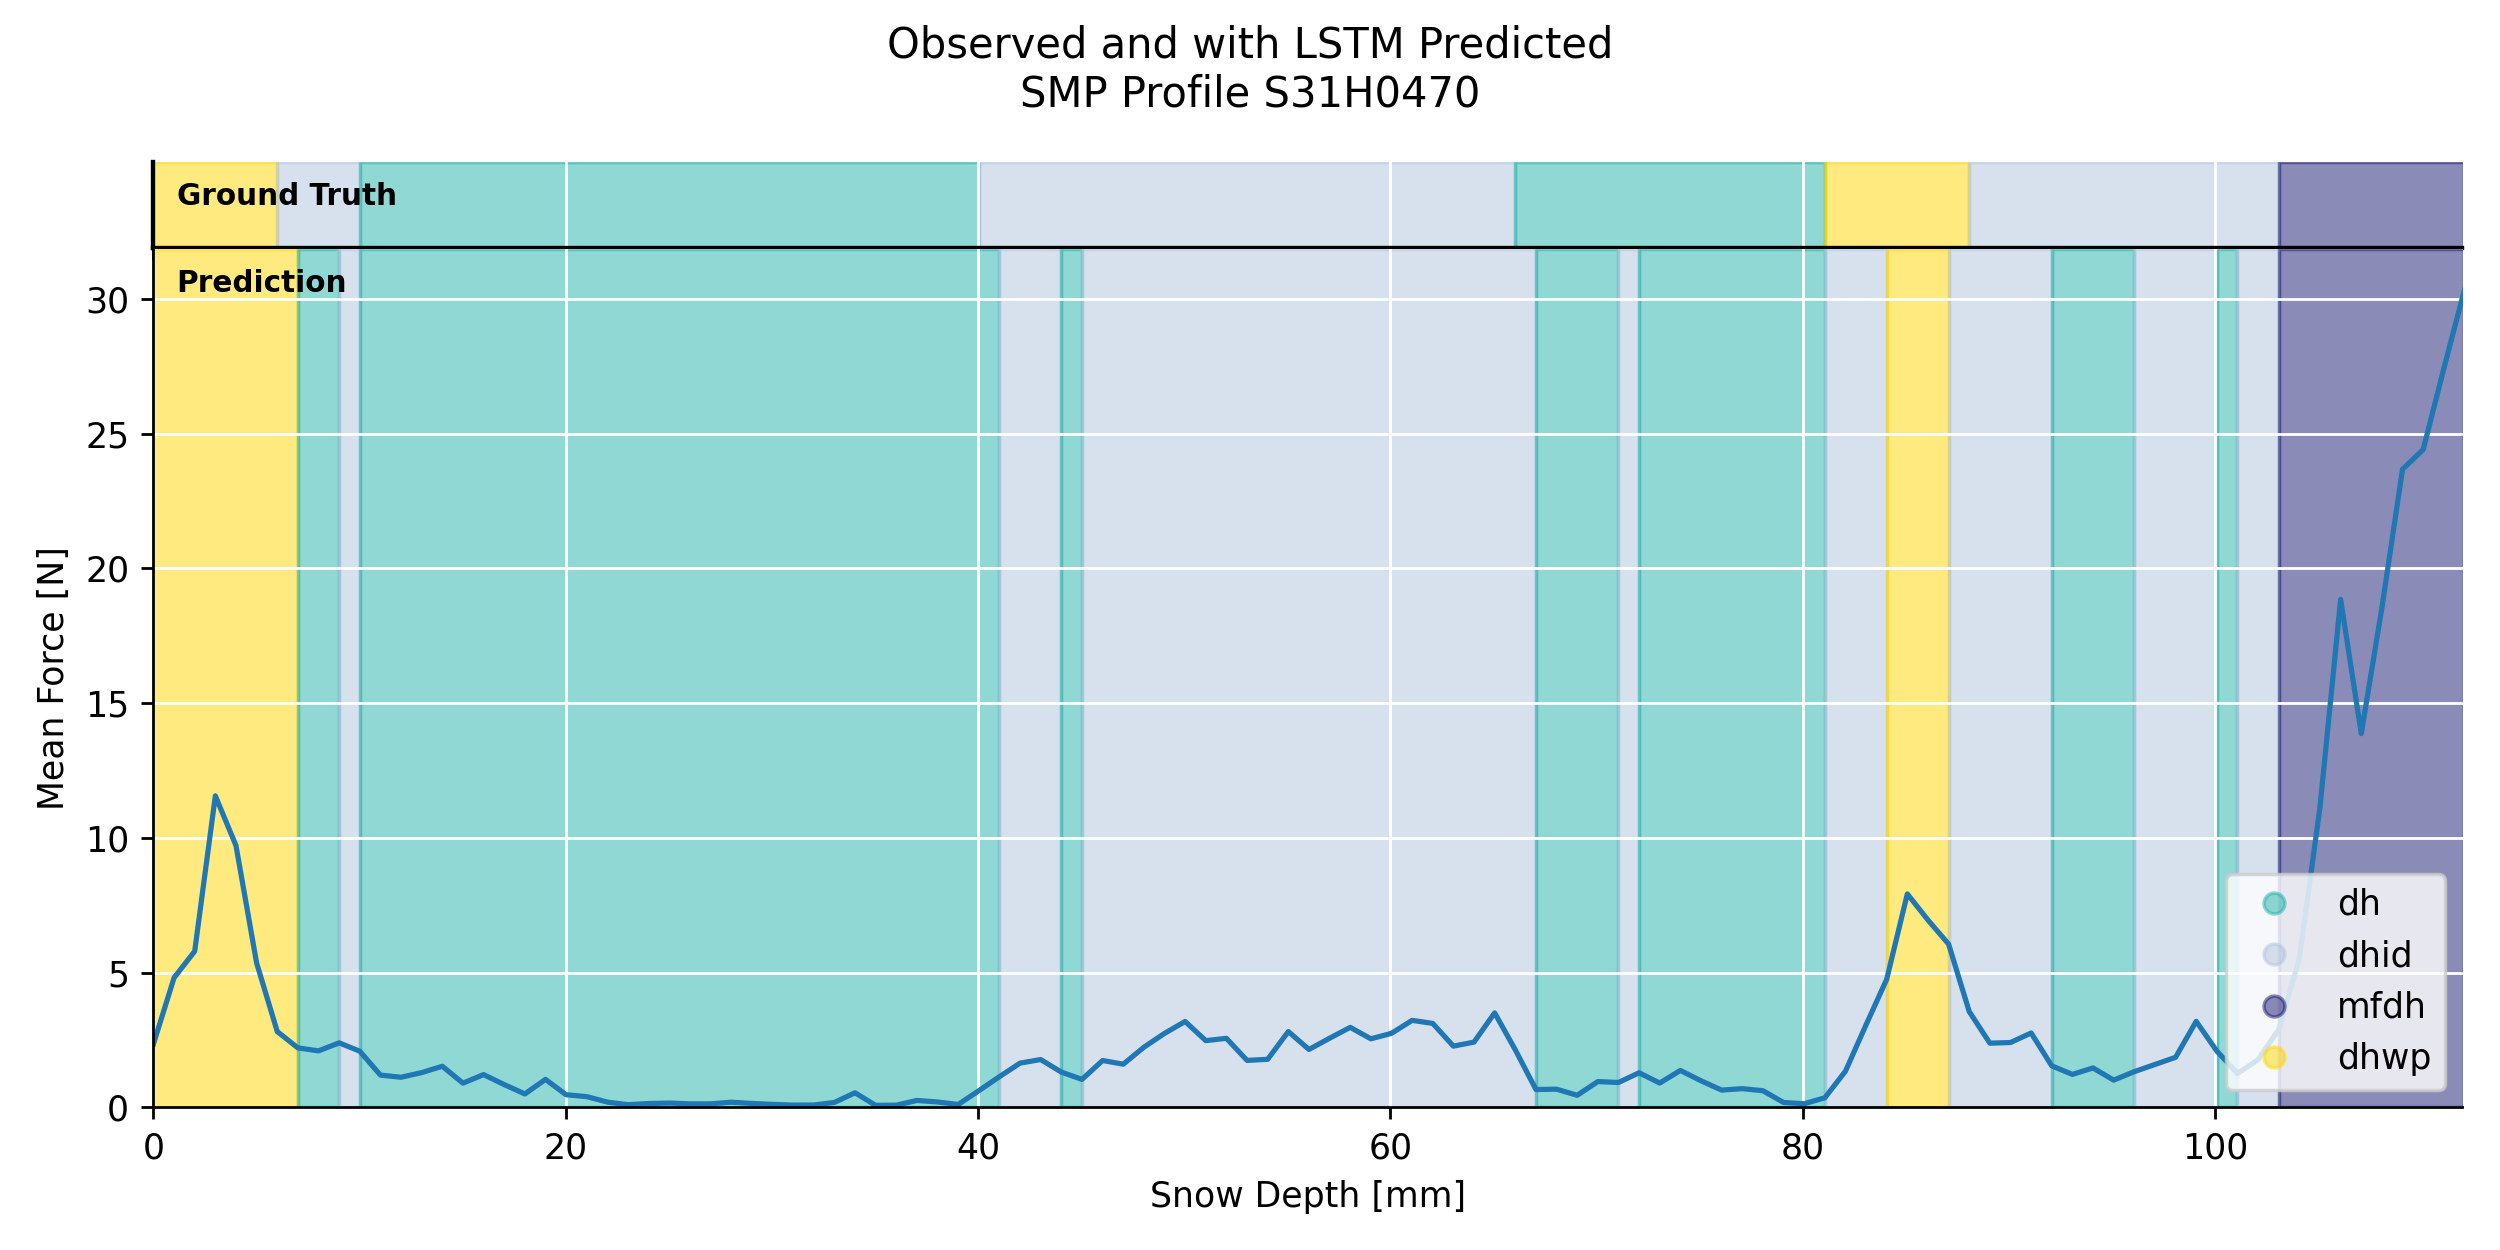 Observed and with LSTM Predicted
SMP Profile S31H0470
Ground Truth
Prediction
30
25
20
15
10
5
0
Mean Force [N]
dh
dhid
mfdh
dhwp
0 20 40 60 80 100
Snow Depth [mm]